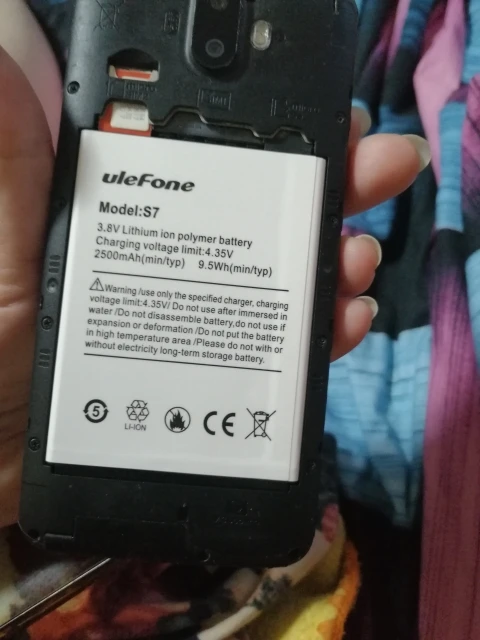 uleFone
Model:S7
3.8V Lithium ion polymer battery
Charging voltage limit:4.35V
2500mAh(min/typ) 9.5Wh(min/typ)
Warning /use only the specified charger, charging
voltage limit:4.35V/ Do not use after immersed in
water /Do not disassemble battery,do not use if
expansion or deformation /Do not put the battery
in high temperature area /Please do not with or
without electricity long-term storage battery.
5
LI-ION
CE